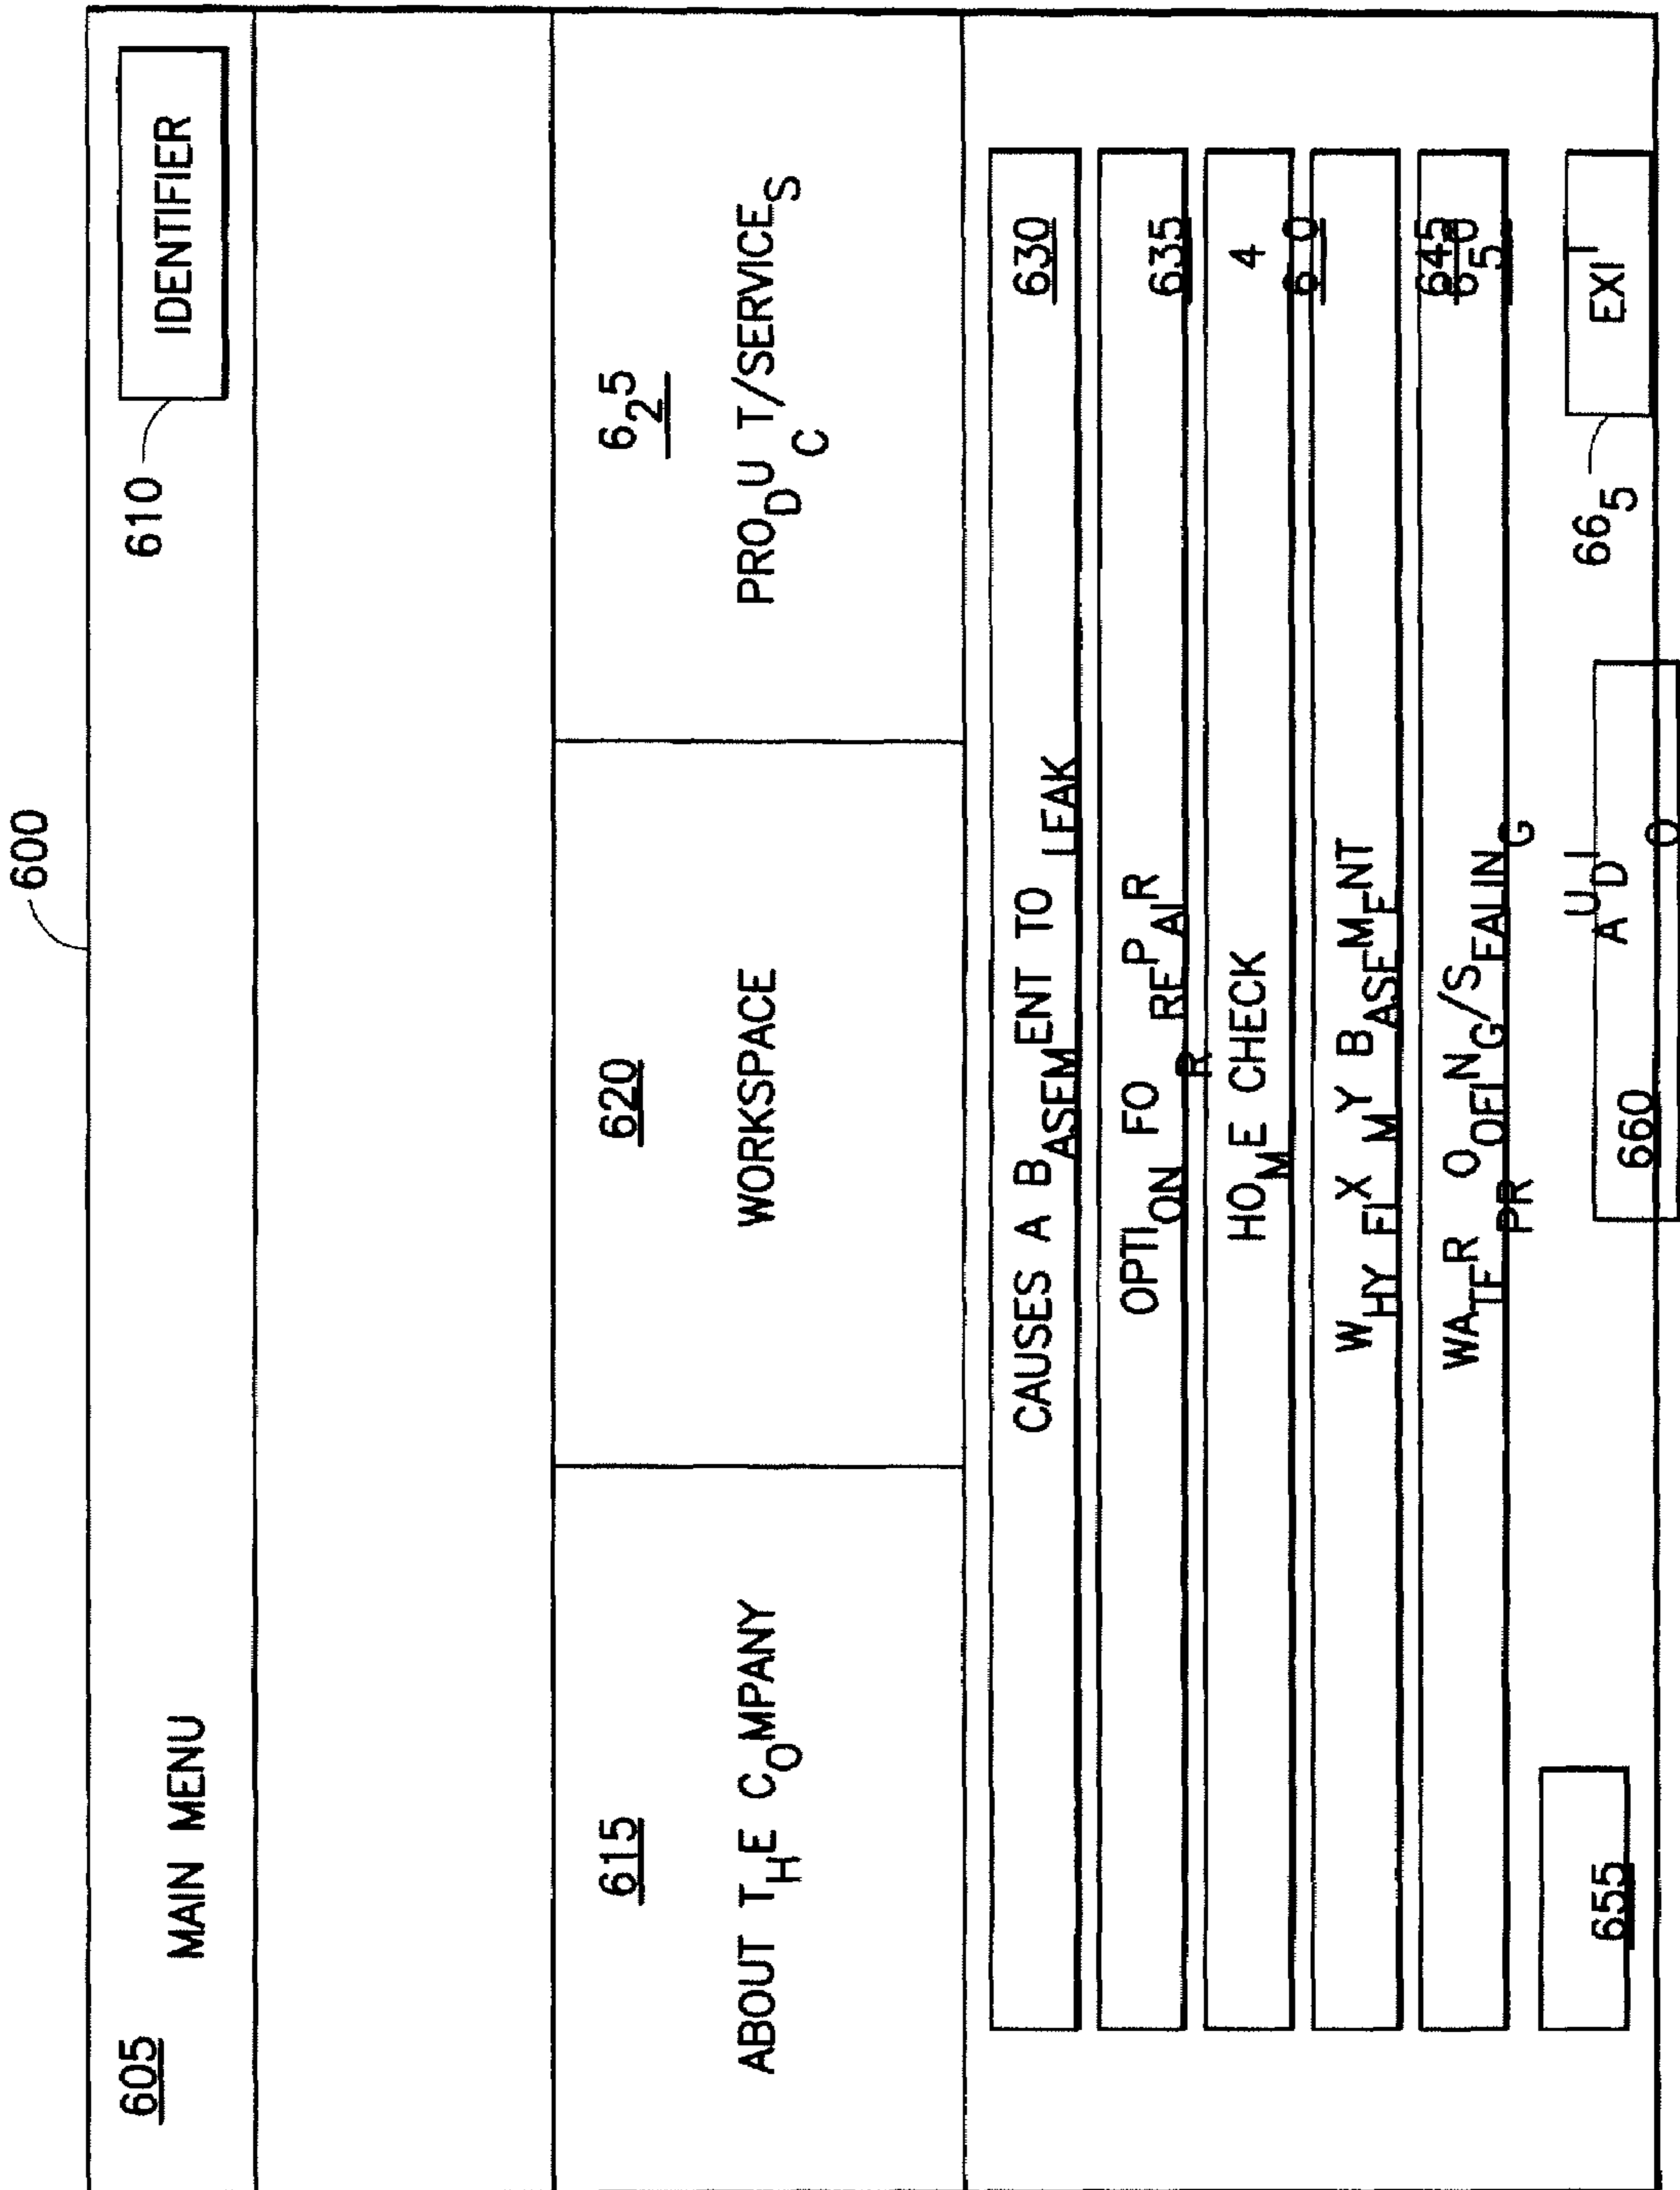 600
605
MAIN MENU
610
IDENTIFIER
615
620
625
ABOUT THE COMPANY
WORKSPACE
PRODUCT/SERVICES
CAUSES A BASEMENT TO LEAK
630
OPTION FOR REPAIR
635
HOME CHECK
640
WHY FIX MY BASEMENT
645
WATERPROOFING/SEALING
650
655
660
AUDIO
665
EXIT